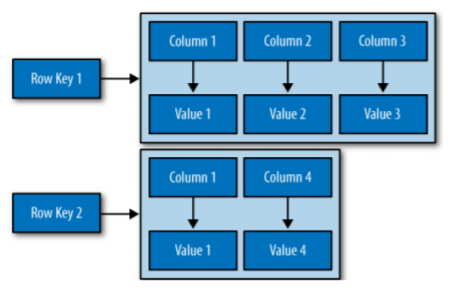 Column 1 Column 2 Column 3
Row Key 1
Value 1 Value 2 Value 3
Column 1 Column 4
Row Key 2
Value 1 Value 4